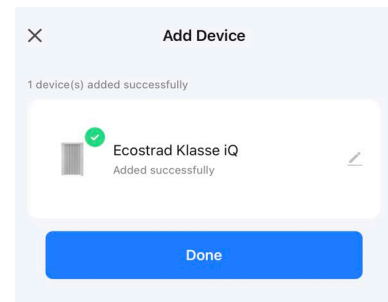 Add Device
1 device(s) added successfully
Ecostrad Klasse iQ
Added successfully
Done